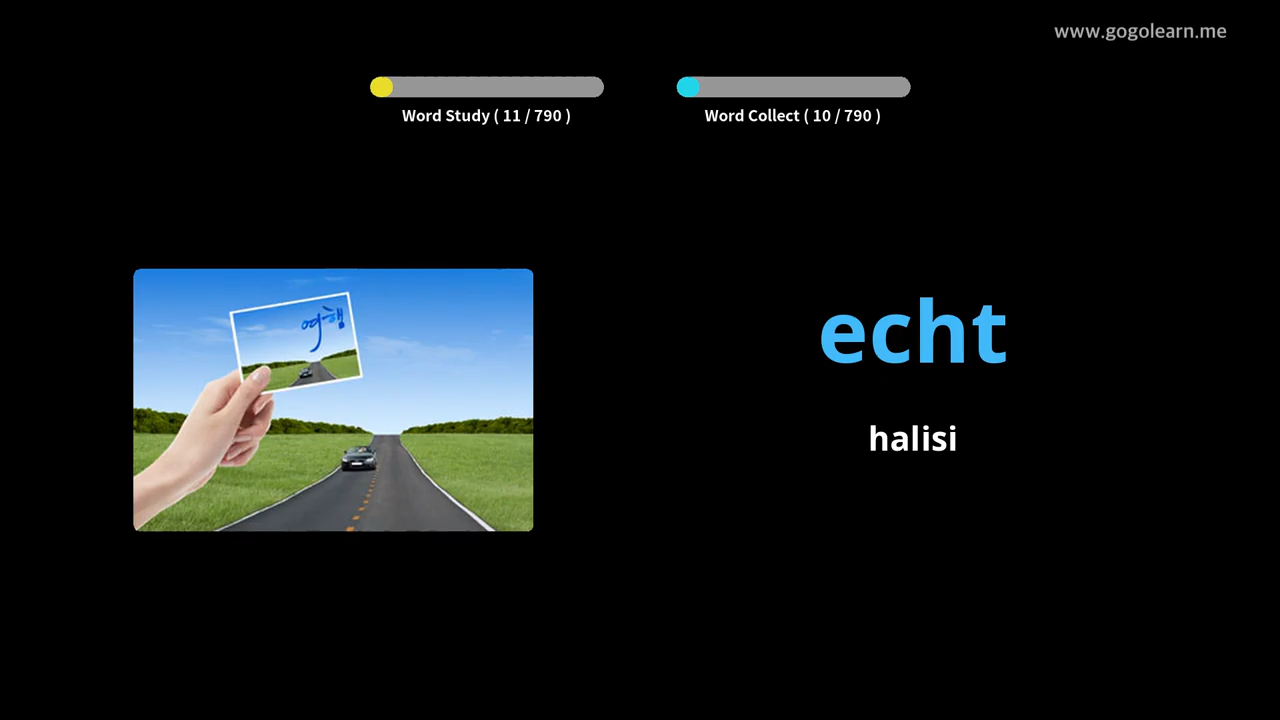 www.gogolearn.me
Word Study ( 11 / 790 )
Word Collect ( 10 / 790 )
여행
echt
halisi